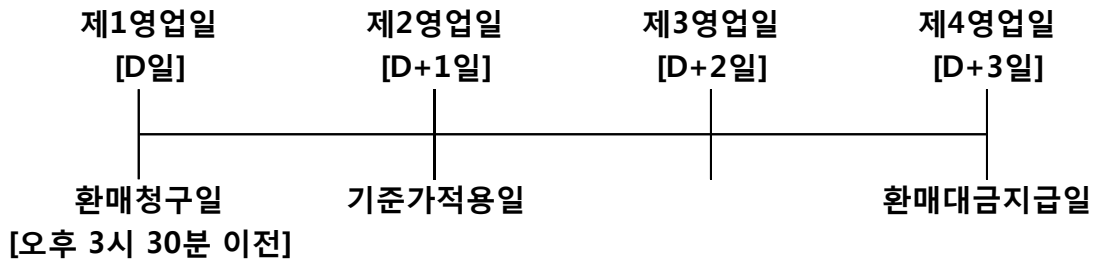 제1영업일 제2영업일 제3영업일 제4영업일
[D일] [D+1일] [D+2일] [D+3일]
환매청구일 기준가적용일 환매대금지급일
[오후 3시 30분 이전]